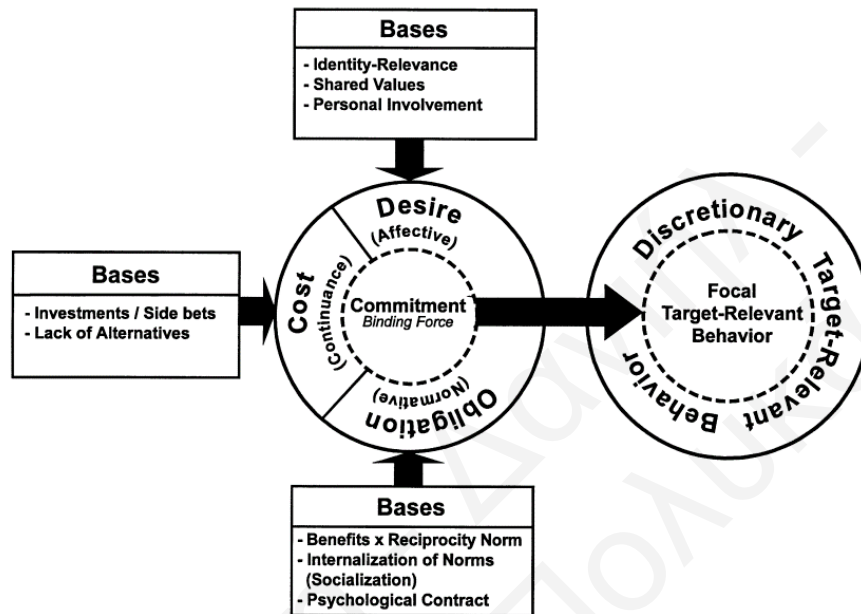 Bases
- Identity-Relevance
- Shared Values
- Personal Involvement
Desire
(Affective)
Cost
(Continuance)
Obligation
(Normative)
Commitment
Binding Force
Bases
- Investments / Side bets
- Lack of Alternatives
Discretionary Target-Relevant Behavior
Focal
Target-Relevant
Behavior
Bases
- Benefits x Reciprocity Norm
- Internalization of Norms
(Socialization)
- Psychological Contract